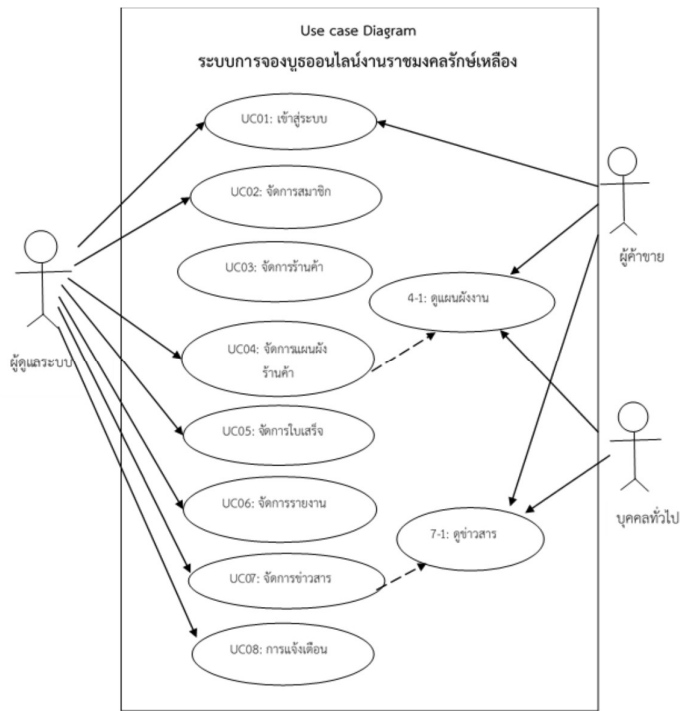 Use case Diagram
ระบบการจองบูธออนไลน์งานราชมงคลรักษ์เหลือง
UC01: เข้าสู่ระบบ
UC02: จัดการสมาชิก
UC03: จัดการร้านค้า
4-1: ดูแผนผังงาน
ผู้ค้าขาย
ผู้ดูแลระบบ
UC04: จัดการแผนผัง
ร้านค้า
UC05: จัดการใบเสร็จ
UC06: จัดการรายงาน
บุคคลทั่วไป
7-1: ดูข่าวสาร
UC07: จัดการข่าวสาร
UC08: การแจ้งเตือน